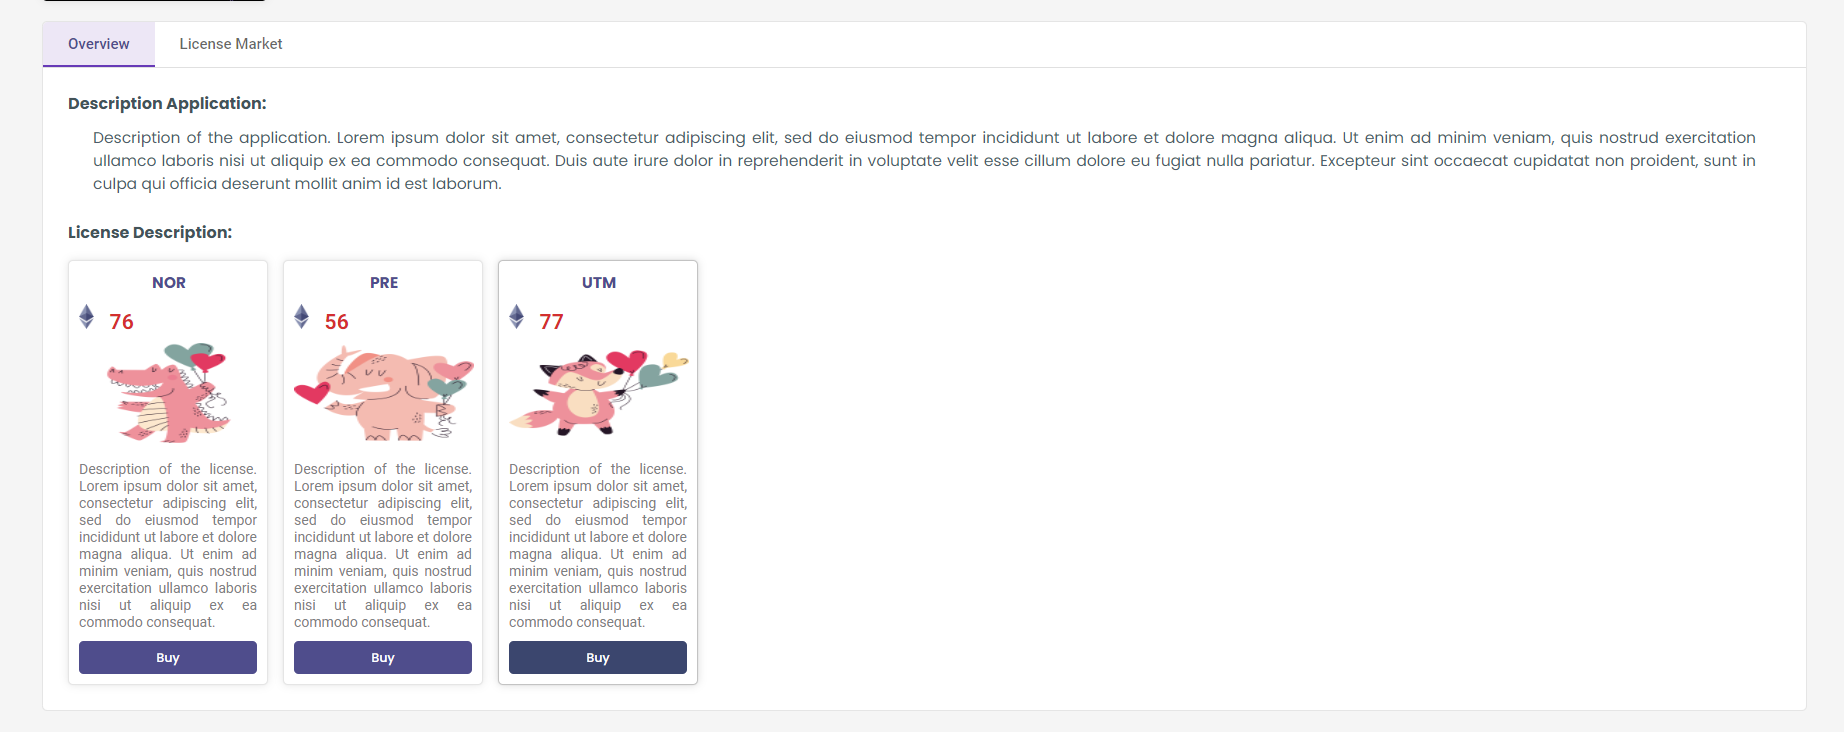 Overview License Market
Description Application:
Description of the application. Lorem ipsum dolor sit amet, consectetur adipiscing elit, sed do eiusmod tempor incididunt ut labore et dolore magna aliqua. Ut enim ad minim veniam, quis nostrud exercitation
ullamco laboris nisi ut aliquip ex ea commodo consequat. Duis aute irure dolor in reprehenderit in voluptate velit esse cillum dolore eu fugiat nulla pariatur. Excepteur sint occaecat cupidatat non proident, sunt in
culpa qui officia deserunt mollit anim id est laborum.
License Description:
NOR
76
Description of the license.
Lorem ipsum dolor sit amet,
consectetur adipiscing elit,
sed do eiusmod tempor
incididunt ut labore et dolore
magna aliqua. Ut enim ad
minim veniam, quis nostrud
exercitation ullamco laboris
nisi ut aliquip ex ea
commodo consequat.
Buy
PRE
56
Description of the license.
Lorem ipsum dolor sit amet,
consectetur adipiscing elit,
sed do eiusmod tempor
incididunt ut labore et dolore
magna aliqua. Ut enim ad
minim veniam, quis nostrud
exercitation ullamco laboris
nisi ut aliquip ex ea
commodo consequat.
Buy
UTM
77
Description of the license.
Lorem ipsum dolor sit amet,
consectetur adipiscing elit,
sed do eiusmod tempor
incididunt ut labore et dolore
magna aliqua. Ut enim ad
minim veniam, quis nostrud
exercitation ullamco laboris
nisi ut aliquip ex ea
commodo consequat.
Buy